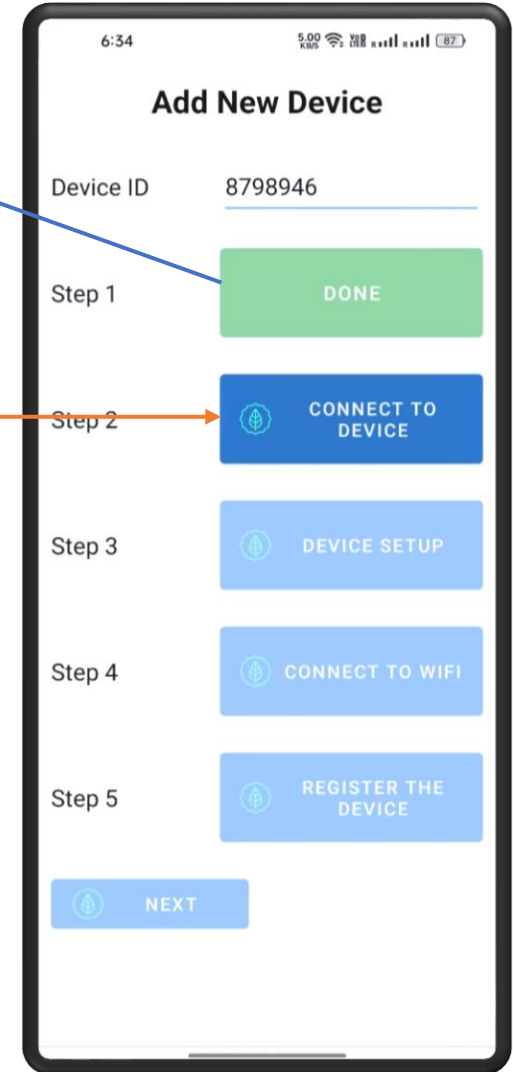 6:34 5.00 KB/S 87
Add New Device
Device ID 8798946
Step 1 DONE
Step 2 CONNECT TO
DEVICE
Step 3 DEVICE SETUP
Step 4 CONNECT TO WIFI
Step 5 REGISTER THE
DEVICE
NEXT